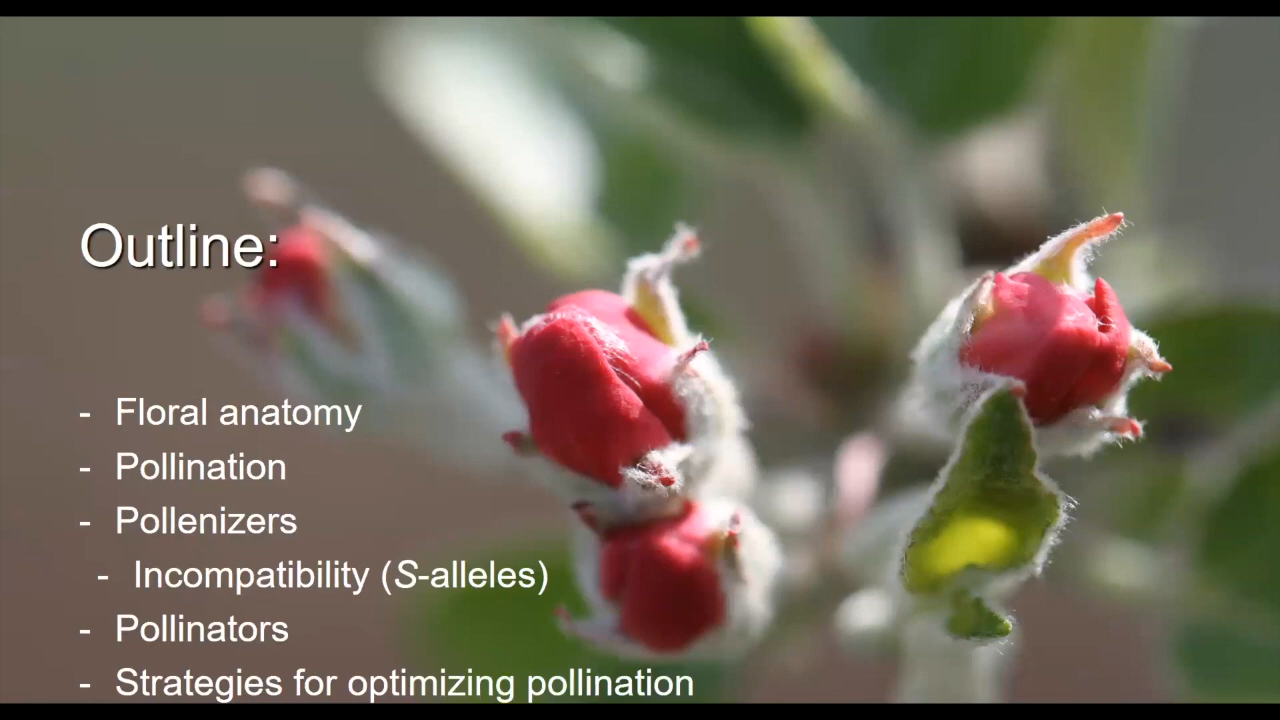 Outline:
- Floral anatomy
- Pollination
- Pollenizers
- Incompatibility (S-alleles)
- Pollinators
- Strategies for optimizing pollination